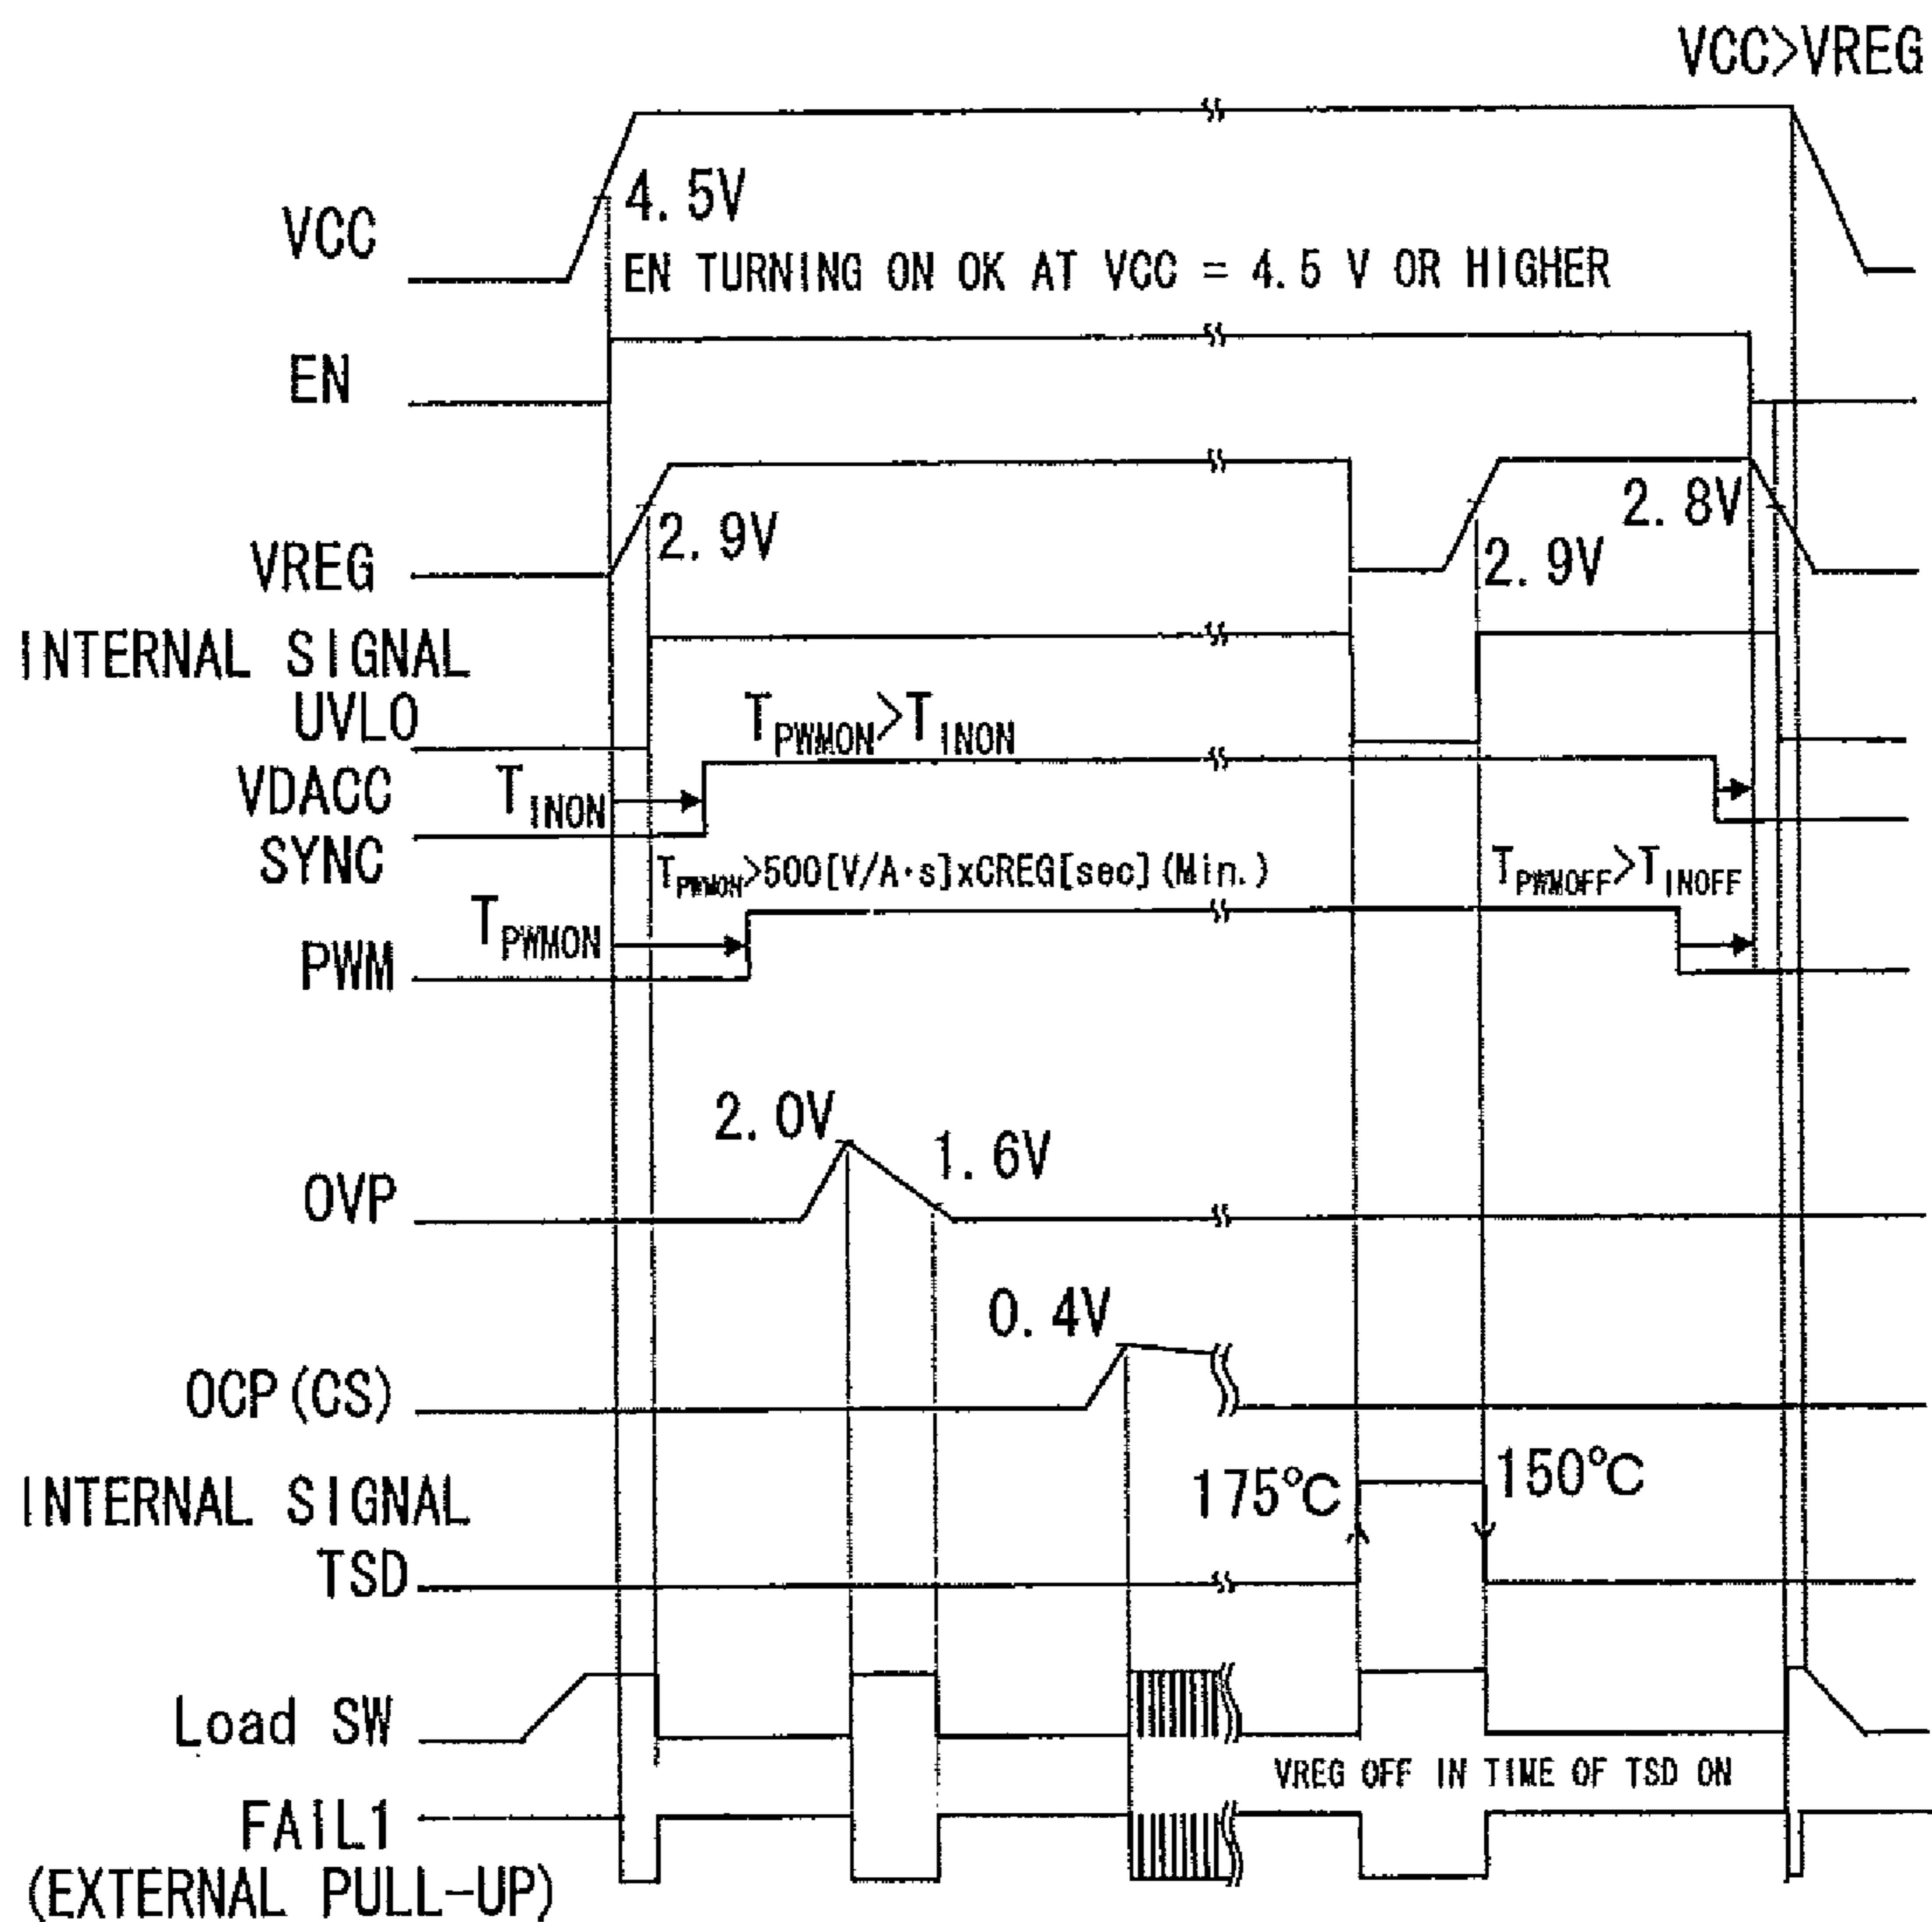 VCC>VREG
4.5V
VCC
EN TURNING ON OK AT VCC = 4.5 V OR HIGHER
EN
2.8V
2.9V
VREG
2.9V
INTERNAL SIGNAL
UVLO
TPWMON>TINON
VDACC
TINON
SYNC
TPWMON>500[V/A·s]xCREG[sec](Min.)
TPWMOFF>TINOFF
TPWMON
PWM
2.0V
1.6V
OVP
0.4V
OCP(CS)
175°C
150°C
INTERNAL SIGNAL
TSD
Load SW
VREG OFF IN TIME OF TSD ON
FAIL1
(EXTERNAL PULL-UP)